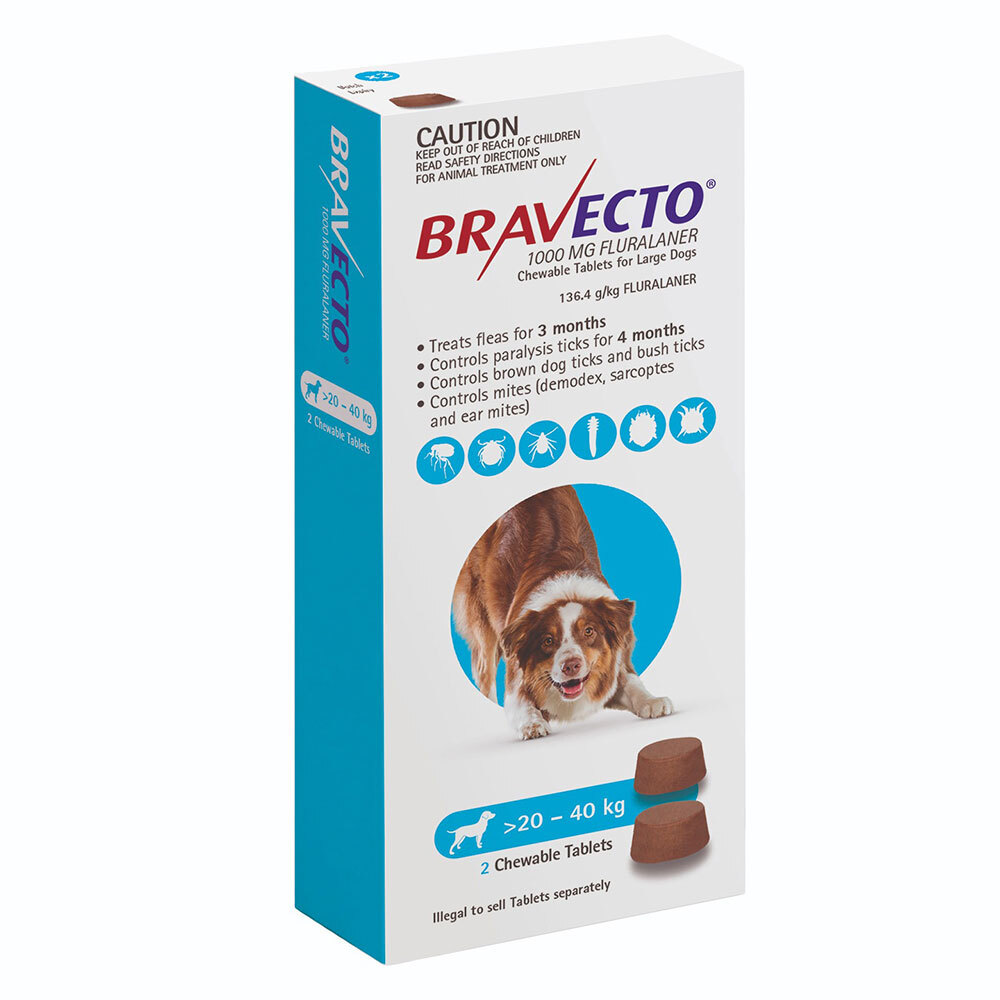 x2
Batch
Expiry
BRAVECTO®
1000 MG FLURALANER
>20 – 40 kg
2 Chewable Tablets
CAUTION
KEEP OUT OF REACH OF CHILDREN
READ SAFETY DIRECTIONS
FOR ANIMAL TREATMENT ONLY
BRAVECTO®
1000 MG FLURALANER
Chewable Tablets for Large Dogs
136.4 g/kg FLURALANER
• Treats fleas for 3 months
• Controls paralysis ticks for 4 months
• Controls brown dog ticks and bush ticks
• Controls mites (demodex, sarcoptes
and ear mites)
>20 – 40 kg
2 Chewable Tablets
Illegal to sell Tablets separately